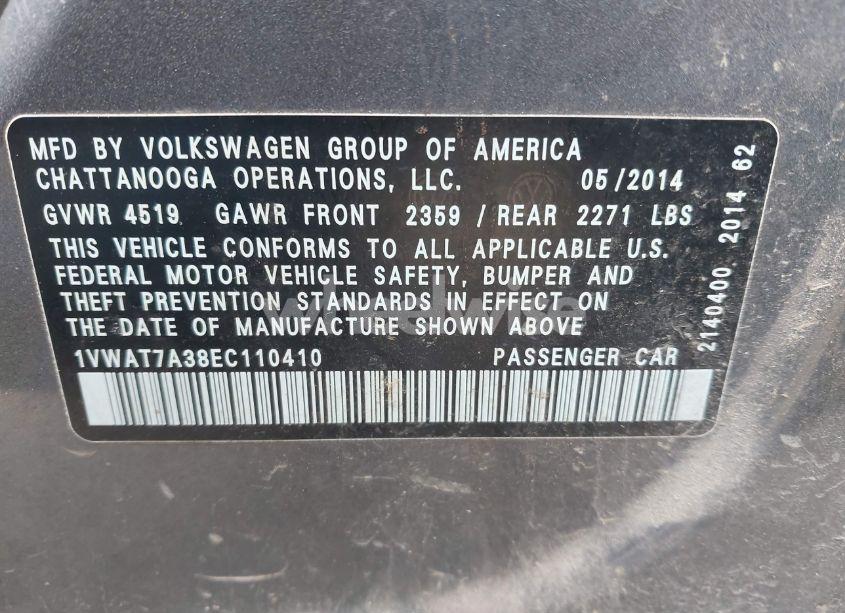 MFD BY VOLKSWAGEN GROUP OF AMERICA
CHATTANOOGA OPERATIONS, LLC. 05/2014
GVWR 4519 GAWR FRONT 2359 / REAR 2271 LBS
THIS VEHICLE CONFORMS TO ALL APPLICABLE U.S.
FEDERAL MOTOR VEHICLE SAFETY, BUMPER AND
THEFT PREVENTION STANDARDS IN EFFECT ON
THE DATE OF MANUFACTURE SHOWN ABOVE
1VWAT7A38EC110410 PASSENGER CAR
2140400 2014 62
wheelwise